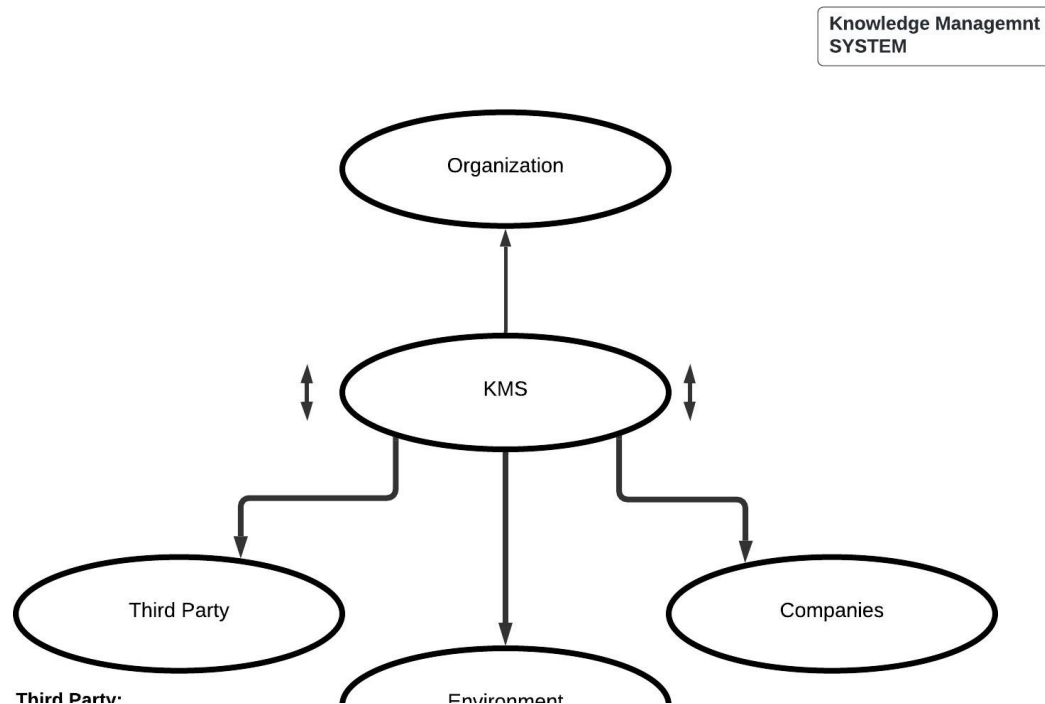 Knowledge Managemnt
SYSTEM
Organization
KMS
Third Party
Companies
Environment
Third Party: